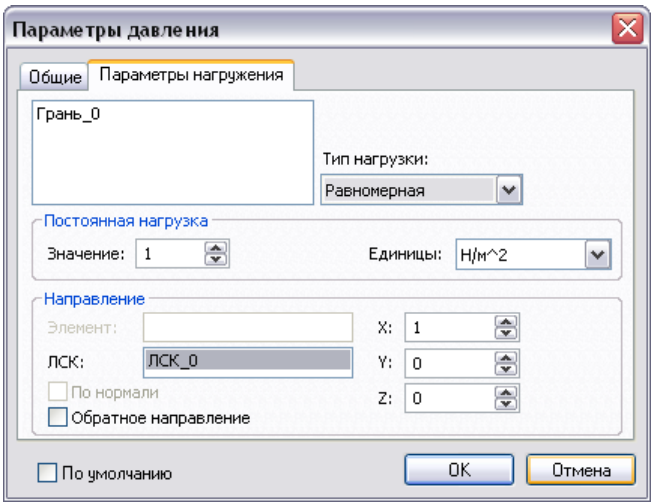 Параметры давления
Общие Параметры нагружения
Грань_0
Тип нагрузки:
Равномерная
Постоянная нагрузка
Значение: 1 Единицы: Н/м^2
Направление
Элемент: X: 1
ЛСК: ЛСК_0 Y: 0
По нормали Z: 0
Обратное направление
По умолчанию OK Отмена